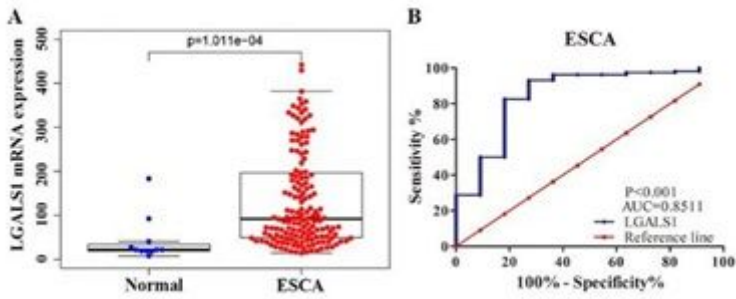 A
B
p=1.011e-04
ESCA
LGALS1 mRNA expression
500
400
300
200
100
0
Normal
ESCA
Sensitivity %
100
80
60
40
20
0
P<0.001
AUC=0.8511
LGALS1
Reference line
0
20
40
60
80
100
100% - Specificity%